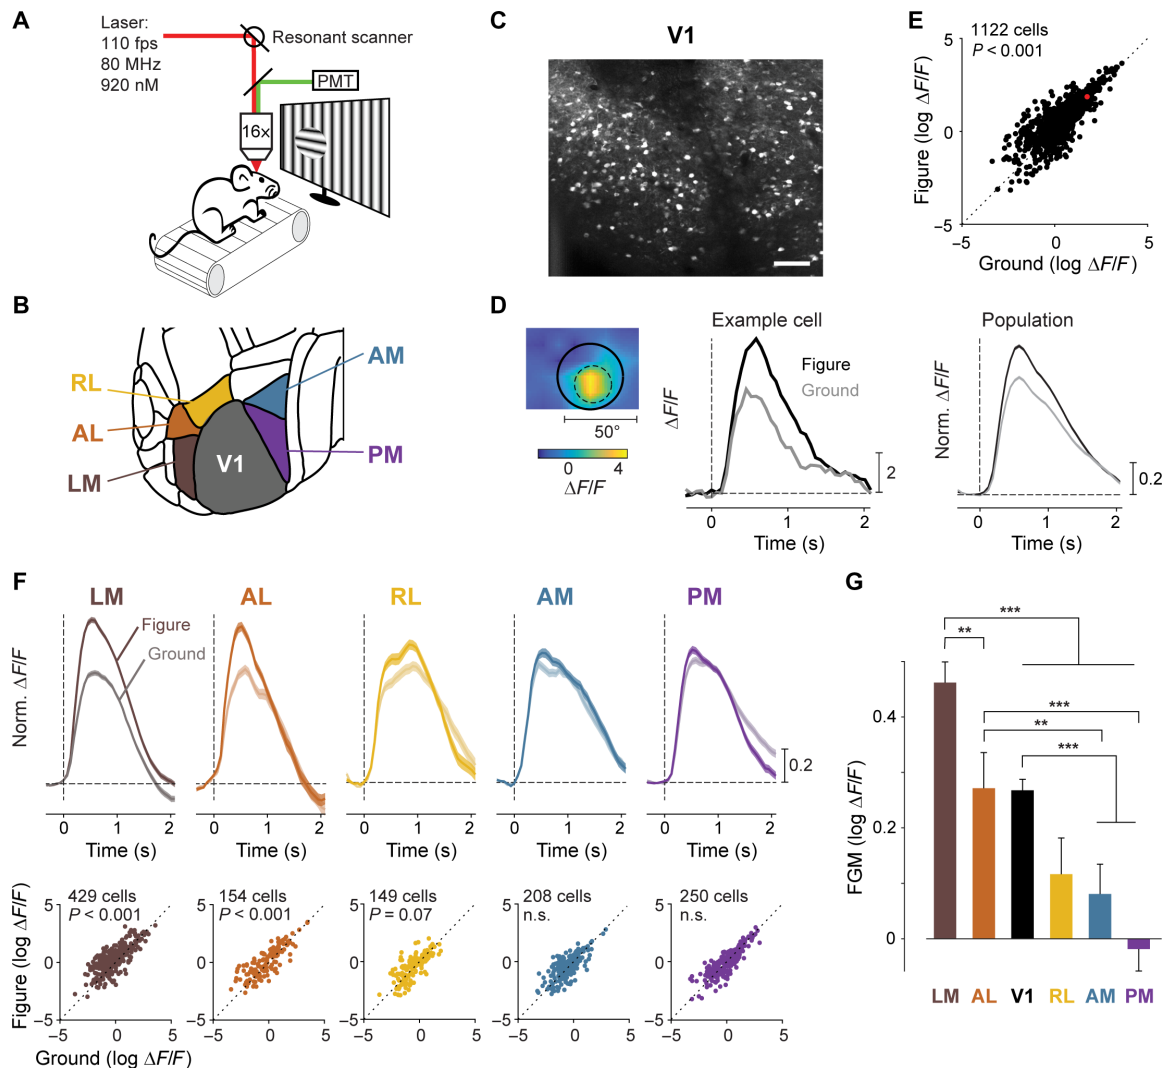 A
Laser:
110 fps
80 MHz
920 nM
Resonant scanner
PMT
16x
B
RL
AL
LM
V1
AM
PM
C
V1
D
50°
0 4
ΔF/F
Example cell
Figure
Ground
ΔF/F
2
0 1 2
Time (s)
Population
Norm. ΔF/F
0.2
0 1 2
Time (s)
E
1122 cells
P < 0.001
Figure (log ΔF/F)
5
0
−5
−5 0 5
Ground (log ΔF/F)
F
LM AL RL AM PM
Figure
Ground
Norm. ΔF/F
0.2
0 1 2 0 1 2 0 1 2 0 1 2 0 1 2
Time (s) Time (s) Time (s) Time (s) Time (s)
429 cells
P < 0.001
154 cells
P < 0.001
149 cells
P = 0.07
208 cells
n.s.
250 cells
n.s.
Figure (log ΔF/F)
5 5 5 5 5
0 0 0 0 0
−5 −5 −5 −5 −5
0 5 0 5 0 5 0 5 0 5
Ground (log ΔF/F)
G
***
**
***
**
***
FGM (log ΔF/F)
0.4
0.2
0
LM AL V1 RL AM PM